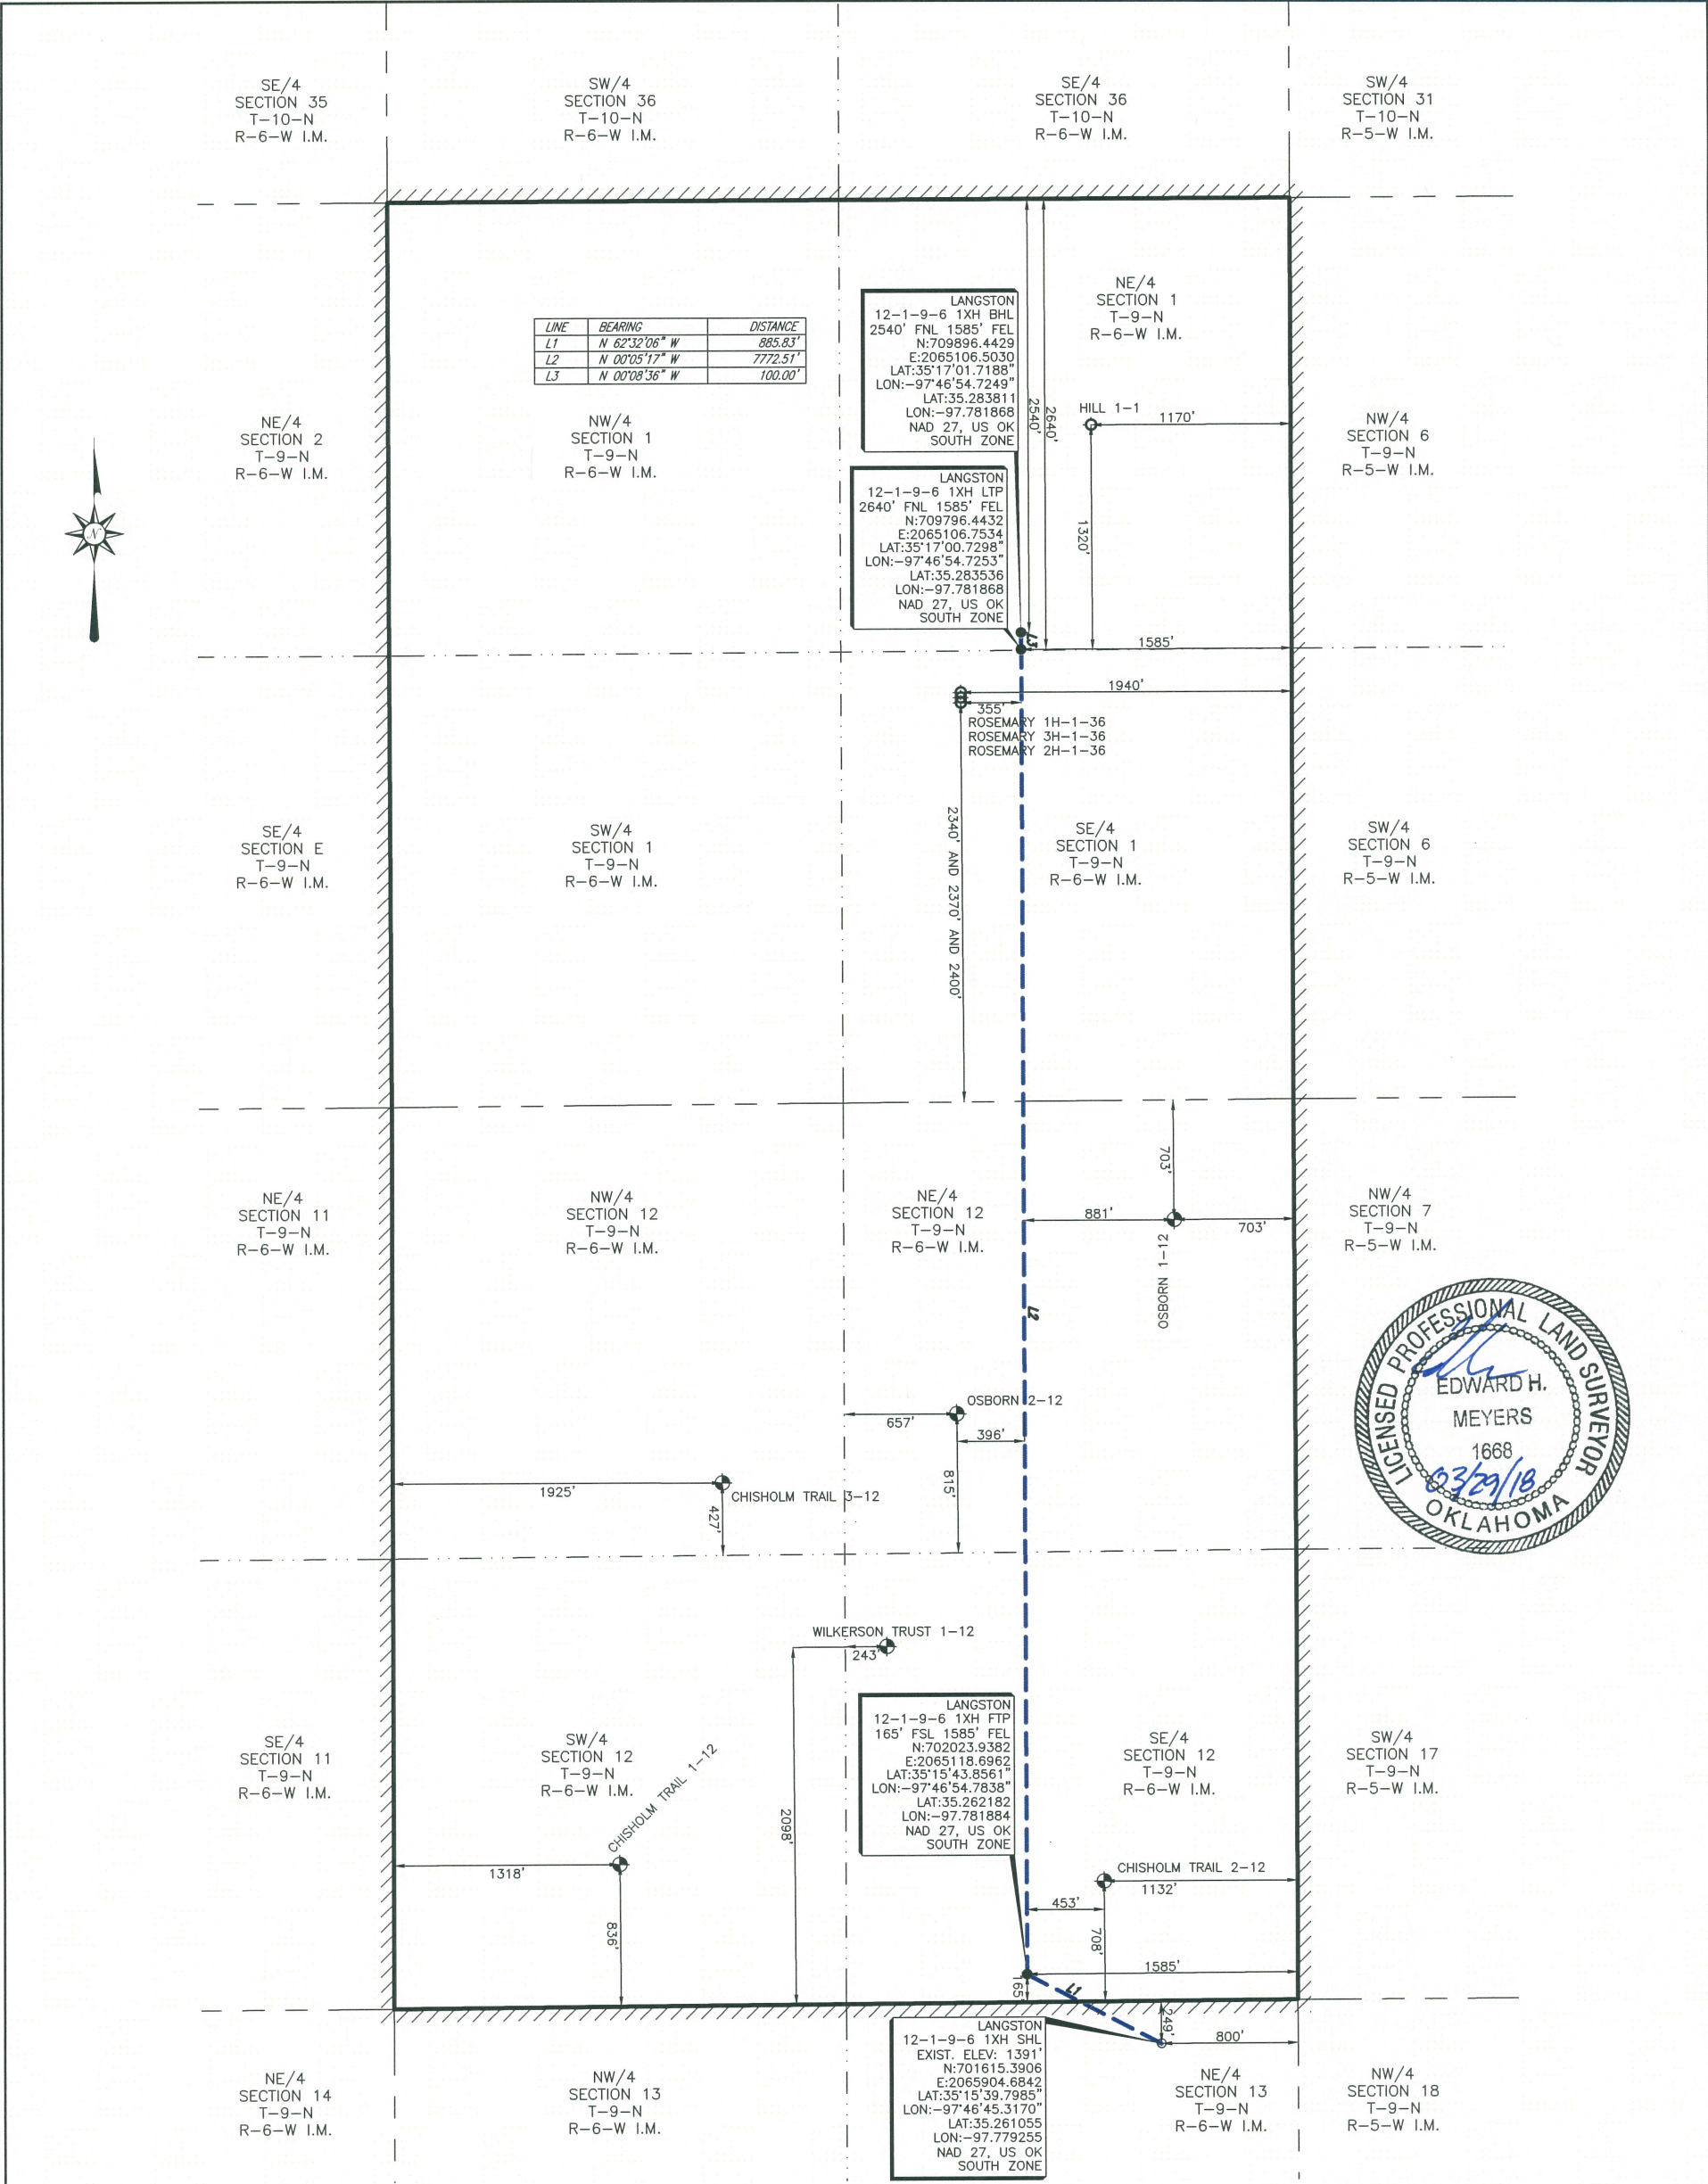 SE/4
SECTION 35
T-10-N
R-6-W I.M.
SW/4
SECTION 36
T-10-N
R-6-W I.M.
SE/4
SECTION 36
T-10-N
R-6-W I.M.
SW/4
SECTION 31
T-10-N
R-5-W I.M.
LINE BEARING DISTANCE
L1 N 62°32'06" W 885.83'
L2 N 00°05'17" W 7772.51'
L3 N 00°08'36" W 100.00'
LANGSTON
12-1-9-6 1XH BHL
2540' FNL 1585' FEL
N:709896.4429
E:2065106.5030
LAT:35°17'01.7188"
LON:-97°46'54.7249"
LAT:35.283811
LON:-97.781868
NAD 27, US OK
SOUTH ZONE
NE/4
SECTION 1
T-9-N
R-6-W I.M.
2540'
2640'
HILL 1-1
1170'
1320'
NE/4
SECTION 2
T-9-N
R-6-W I.M.
NW/4
SECTION 1
T-9-N
R-6-W I.M.
NW/4
SECTION 6
T-9-N
R-5-W I.M.
N
LANGSTON
12-1-9-6 1XH LTP
2640' FNL 1585' FEL
N:709796.4432
E:2065106.7534
LAT:35°17'00.7298"
LON:-97°46'54.7253"
LAT:35.283536
LON:-97.781868
NAD 27, US OK
SOUTH ZONE
L3
1585'
1940'
355'
ROSEMARY 1H-1-36
ROSEMARY 3H-1-36
ROSEMARY 2H-1-36
2340' AND 2370' AND 2400'
SE/4
SECTION E
T-9-N
R-6-W I.M.
SW/4
SECTION 1
T-9-N
R-6-W I.M.
SE/4
SECTION 1
T-9-N
R-6-W I.M.
SW/4
SECTION 6
T-9-N
R-5-W I.M.
703'
881'
703'
OSBORN 1-12
NE/4
SECTION 11
T-9-N
R-6-W I.M.
NW/4
SECTION 12
T-9-N
R-6-W I.M.
NE/4
SECTION 12
T-9-N
R-6-W I.M.
NW/4
SECTION 7
T-9-N
R-5-W I.M.
L2
LICENSED PROFESSIONAL LAND SURVEYOR
EDWARD H.
MEYERS
1668
03/29/18
OKLAHOMA
OSBORN 2-12
657'
396'
815'
1925'
CHISHOLM TRAIL 3-12
427'
WILKERSON TRUST 1-12
243'
2098'
SE/4
SECTION 11
T-9-N
R-6-W I.M.
SW/4
SECTION 12
T-9-N
R-6-W I.M.
CHISHOLM TRAIL 1-12
1318'
836'
LANGSTON
12-1-9-6 1XH FTP
165' FSL 1585' FEL
N:702023.9382
E:2065118.6962
LAT:35°15'43.8561"
LON:-97°46'54.7838"
LAT:35.262182
LON:-97.781884
NAD 27, US OK
SOUTH ZONE
SE/4
SECTION 12
T-9-N
R-6-W I.M.
SW/4
SECTION 17
T-9-N
R-5-W I.M.
CHISHOLM TRAIL 2-12
1132'
453'
708'
1585'
165'
L1
249'
800'
LANGSTON
12-1-9-6 1XH SHL
EXIST. ELEV: 1391'
N:701615.3906
E:2065904.6842
LAT:35°15'39.7985"
LON:-97°46'45.3170"
LAT:35.261055
LON:-97.779255
NAD 27, US OK
SOUTH ZONE
NE/4
SECTION 14
T-9-N
R-6-W I.M.
NW/4
SECTION 13
T-9-N
R-6-W I.M.
NE/4
SECTION 13
T-9-N
R-6-W I.M.
NW/4
SECTION 18
T-9-N
R-5-W I.M.